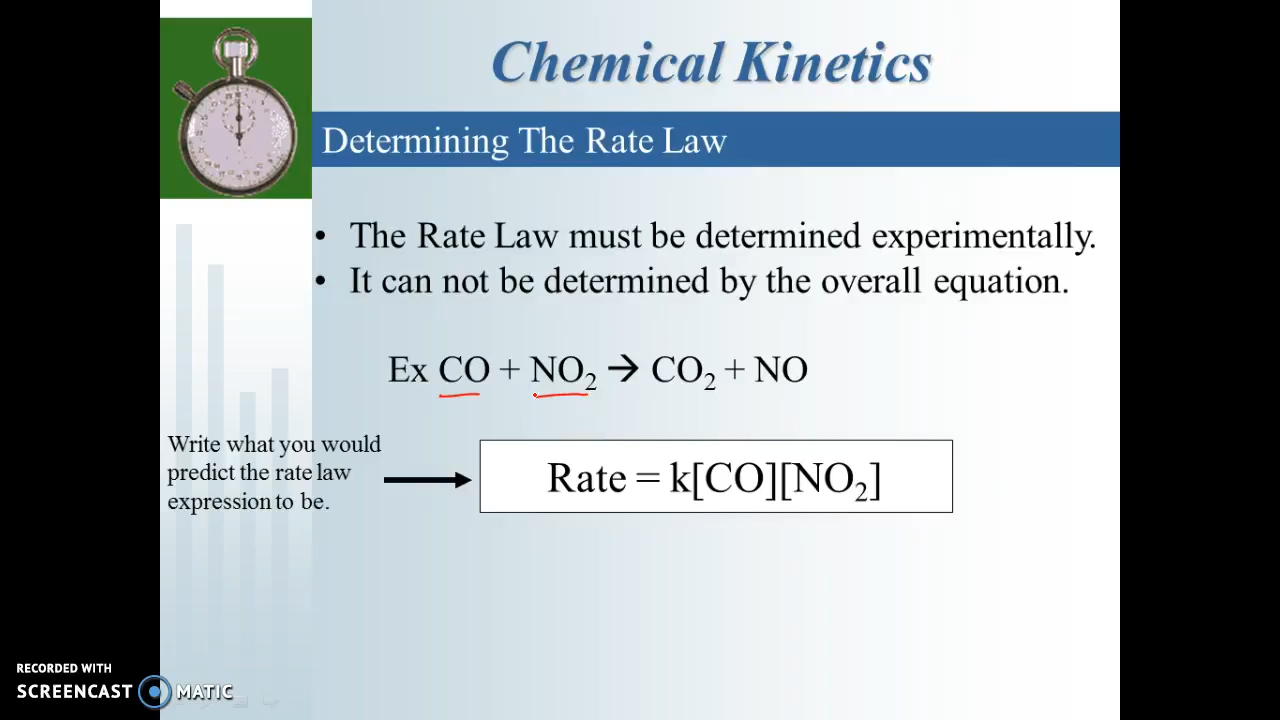 Chemical Kinetics
Determining The Rate Law
• The Rate Law must be determined experimentally.
• It can not be determined by the overall equation.
Ex CO + NO₂ → CO₂ + NO
Write what you would
predict the rate law
expression to be.
Rate = k[CO][NO₂]
RECORDED WITH
SCREENCAST MATIC